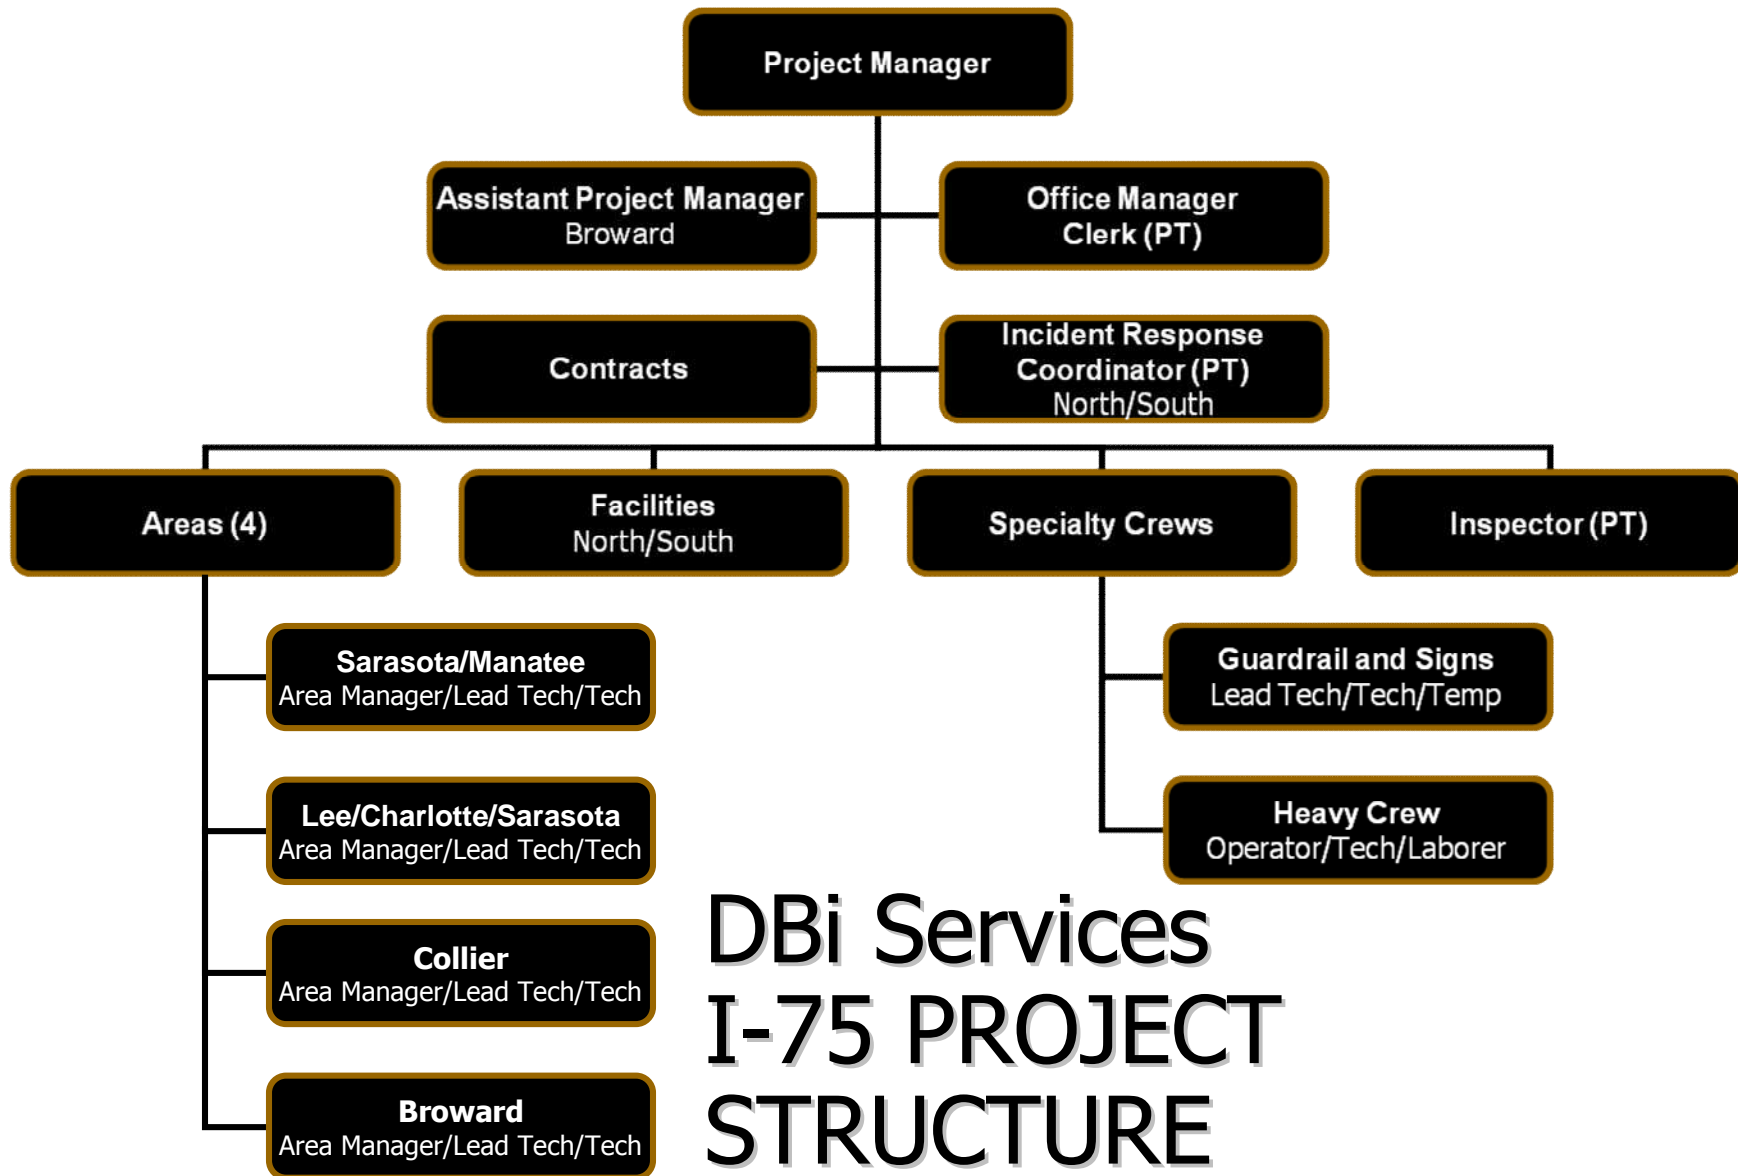 Project Manager
Assistant Project Manager
Broward
Office Manager
Clerk (PT)
Contracts
Incident Response
Coordinator (PT)
North/South
Areas (4)
Facilities
North/South
Specialty Crews
Inspector (PT)
Sarasota/Manatee
Area Manager/Lead Tech/Tech
Guardrail and Signs
Lead Tech/Tech/Temp
Lee/Charlotte/Sarasota
Area Manager/Lead Tech/Tech
Heavy Crew
Operator/Tech/Laborer
Collier
Area Manager/Lead Tech/Tech
Broward
Area Manager/Lead Tech/Tech
DBi Services
I-75 PROJECT
STRUCTURE